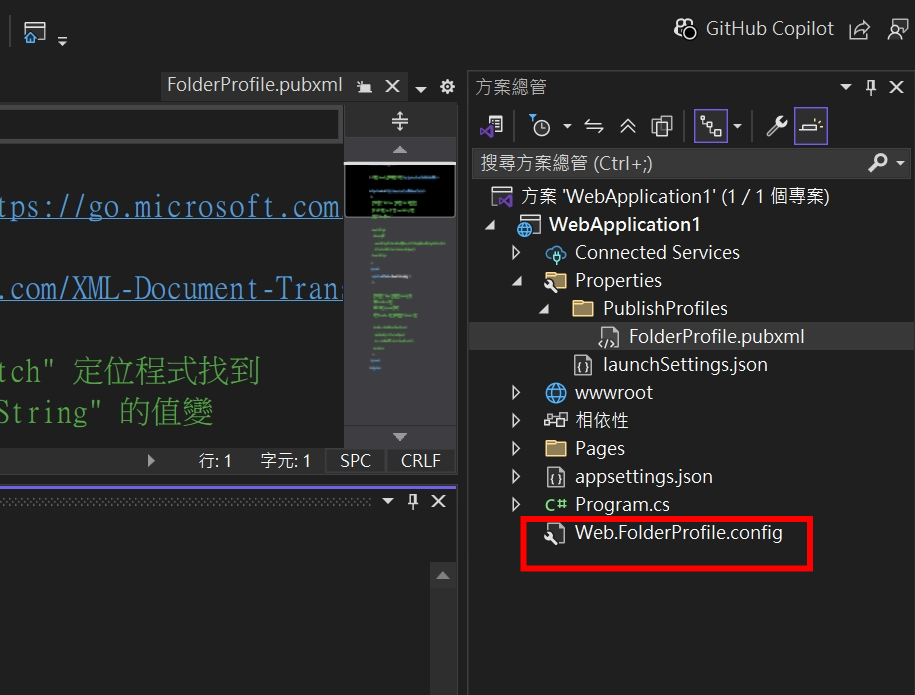 GitHub Copilot
FolderProfile.pubxml
方案總管
搜尋方案總管 (Ctrl+;)
方案 'WebApplication1' (1 / 1 個專案)
WebApplication1
Connected Services
Properties
PublishProfiles
FolderProfile.pubxml
launchSettings.json
wwwroot
相依性
Pages
appsettings.json
C# Program.cs
Web.FolderProfile.config
tps://go.microsoft.com
.com/XML-Document-Trans
tch" 定位程式找到
String" 的值變
行: 1 字元: 1 SPC CRLF